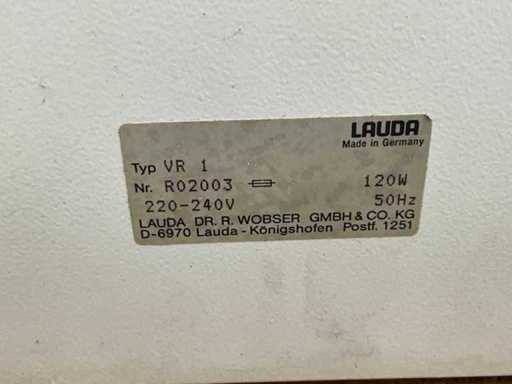 LAUDA
Made in Germany
Typ VR 1
Nr. R02003 120W
220-240V 50Hz
LAUDA DR. R. WOBSER GMBH & CO. KG
D-6970 Lauda - Königshofen Postf. 1251